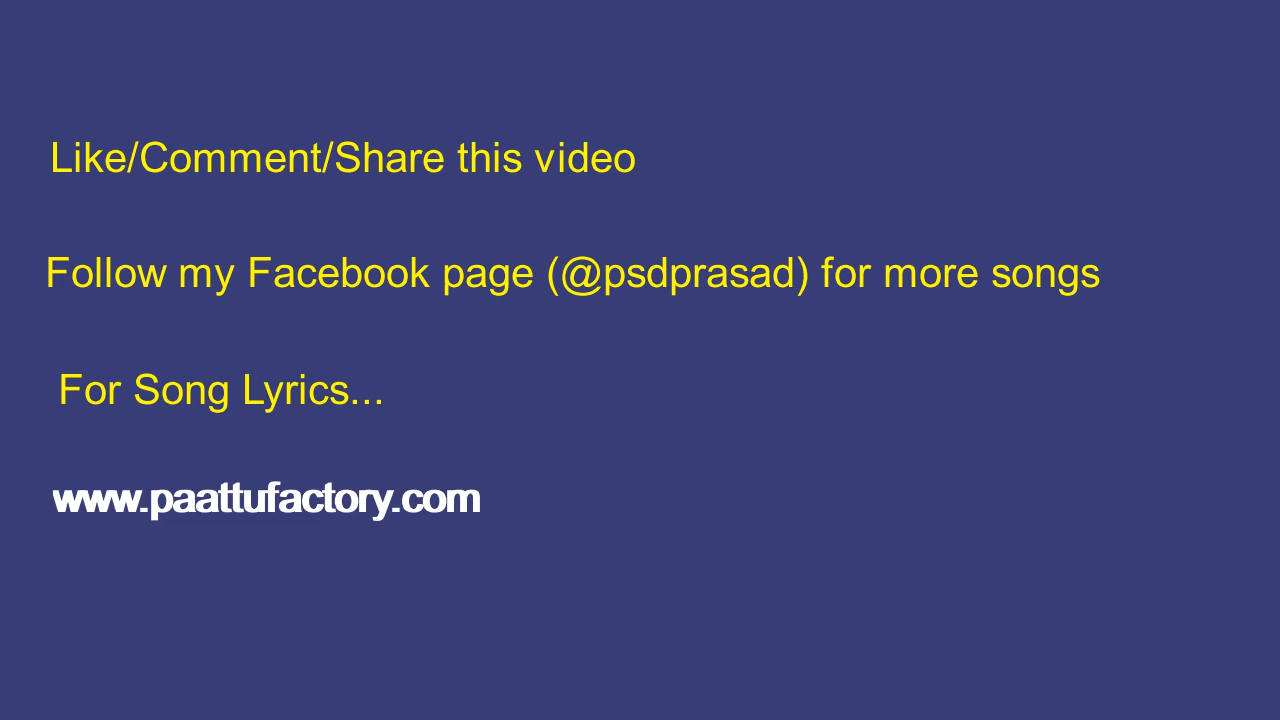 Like/Comment/Share this video
Follow my Facebook page (@psdprasad) for more songs
For Song Lyrics...
www.paattufactory.com